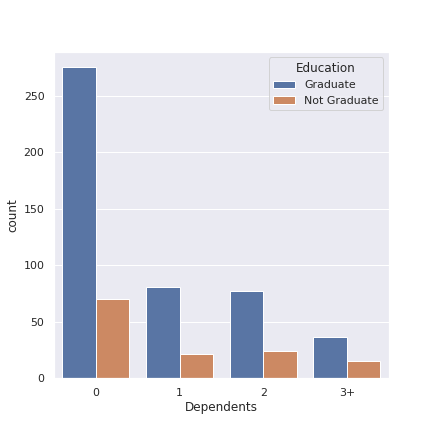 Education
Graduate
Not Graduate
250
200
150
100
50
0
count
0 1 2 3+
Dependents